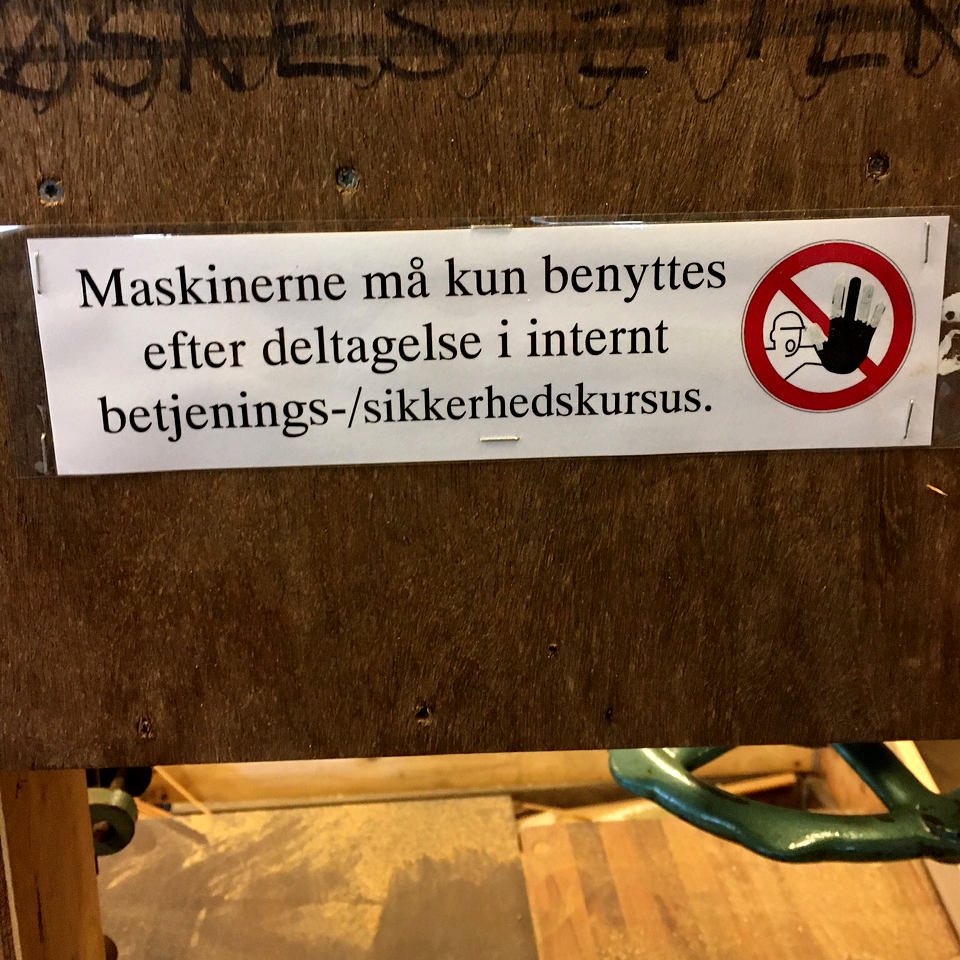 Maskinerne må kun benyttes
efter deltagelse i internt
betjenings-/sikkerhedskursus.